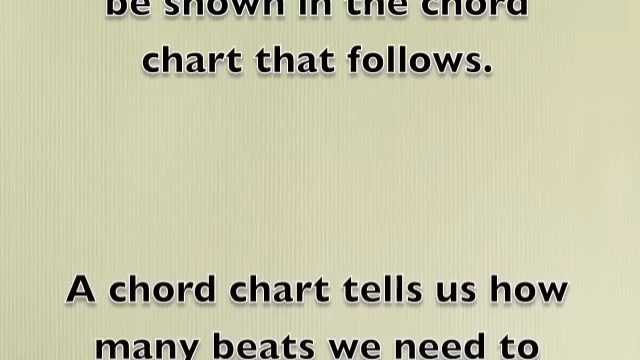 be shown in the chord
chart that follows.
A chord chart tells us how
many beats we need to